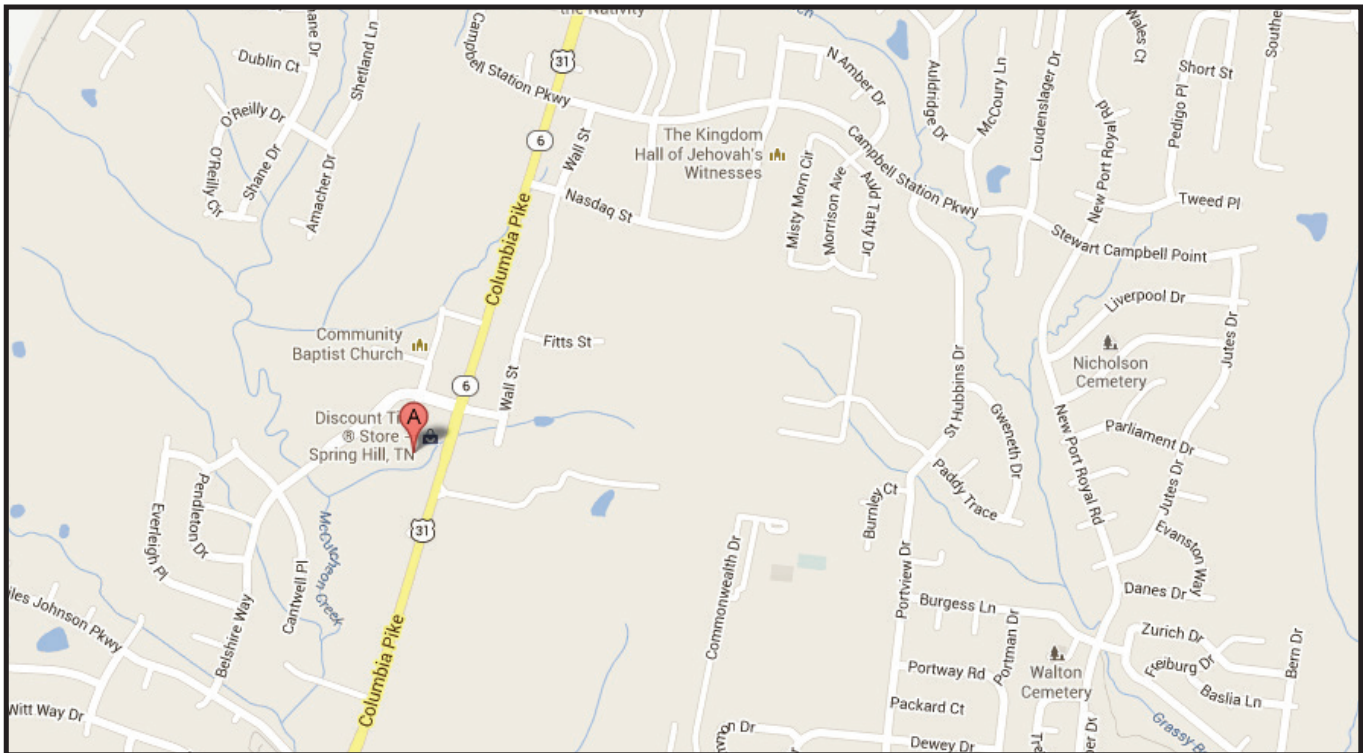 the Nativity
Campbell Station Pkwy
31
Dublin Ct
Shetland Ln
O'Reilly Dr
O'Reilly Cir
Shane Dr
Amacher Dr
6
Wall St
Nasdaq St
The Kingdom
Hall of Jehovah's
Witnesses
N Amber Dr
Auldridge Dr
McCoury Ln
Loudenslager Dr
Wales Ct
Short St
Pedigo Pl
New Port Royal Rd
Tweed Pl
Campbell Station Pkwy
Misty Morn Cir
Morrison Ave
Auld Tatty Dr
Stewart Campbell Point
Columbia Pike
Liverpool Dr
Jutes Dr
Community
Baptist Church
Fitts St
Nicholson
Cemetery
6
Wall St
A
Discount Ti
® Store -
Spring Hill, TN
St Hubbins Dr
Gweneth Dr
New Port Royal Rd
Parliament Dr
Paddy Trace
Jutes Dr
Everleigh Pl
Pendleton Dr
McCutcheon Creek
31
Burnley Ct
Evanston Way
Cantwell Pl
Belshire Way
Commonwealth Dr
Portview Dr
Danes Dr
Burgess Ln
Portman Dr
iles Johnson Pkwy
Zurich Dr
Freiburg Dr
Bern Dr
Baslia Ln
Portway Rd
Walton
Cemetery
Packard Ct
Columbia Pike
Witt Way Dr
Dewey Dr